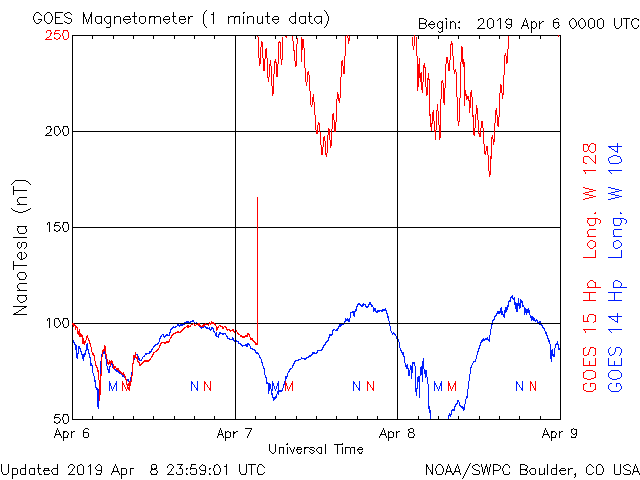 GOES Magnetometer (1 minute data)
Begin: 2019 Apr 6 0000 UTC
250
200
150
100
50
NanoTesla (nT)
M M N N M M N N M M N N
Apr 6 Apr 7 Apr 8 Apr 9
Universal Time
GOES 15 Hp Long. W 128
GOES 14 Hp Long. W 104
Updated 2019 Apr 8 23:59:01 UTC
NOAA/SWPC Boulder, CO USA